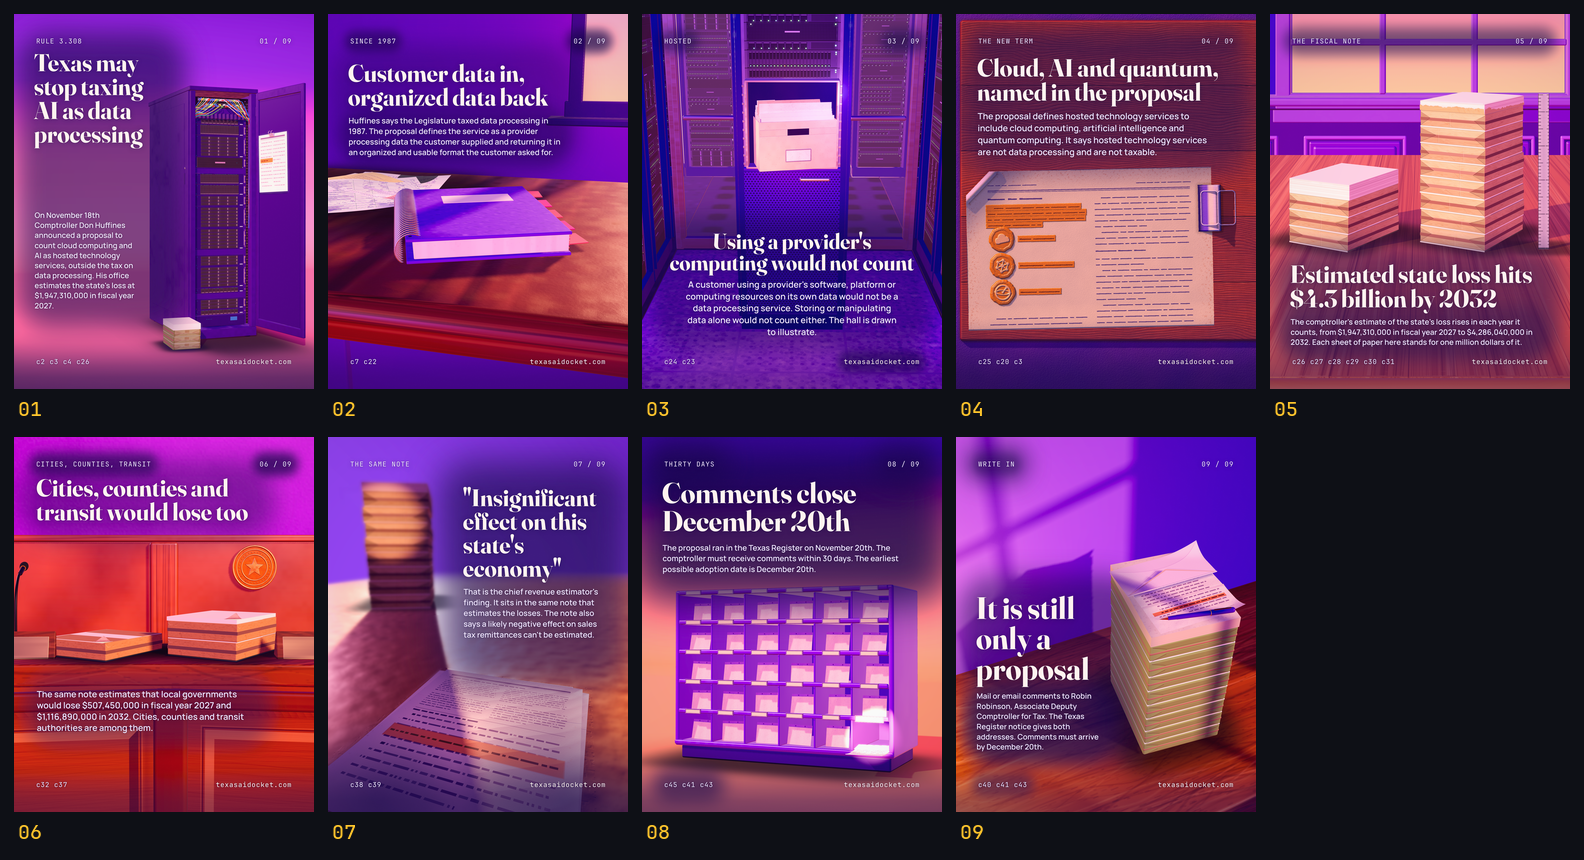 RULE 3.308
01 / 09
Texas may
stop taxing
AI as data
processing
On November 18th
Comptroller Don Huffines
announced a proposal to
count cloud computing and
AI as hosted technology
services, outside the tax on
data processing. His office
estimates the state's loss at
$1,947,310,000 in fiscal year
2027.
c2 c3 c4 c26
texasaidocket.com
01
SINCE 1987
02 / 09
Customer data in,
organized data back
Huffines says the Legislature taxed data processing in
1987. The proposal defines the service as a provider
processing data the customer supplied and returning it in
an organized and usable format the customer asked for.
c7 c22
texasaidocket.com
02
HOSTED
03 / 09
Using a provider's
computing would not count
A customer using a provider's software, platform or
computing resources on its own data would not be a
data processing service. Storing or manipulating
data alone would not count either. The hall is drawn
to illustrate.
c24 c23
texasaidocket.com
03
THE NEW TERM
04 / 09
Cloud, AI and quantum,
named in the proposal
The proposal defines hosted technology services to
include cloud computing, artificial intelligence and
quantum computing. It says hosted technology services
are not data processing and are not taxable.
c25 c20 c3
texasaidocket.com
04
THE FISCAL NOTE
05 / 09
Estimated state loss hits
$4.3 billion by 2032
The comptroller's estimate of the state's loss rises in each year it
counts, from $1,947,310,000 in fiscal year 2027 to $4,286,040,000 in
2032. Each sheet of paper here stands for one million dollars of it.
c26 c27 c28 c29 c30 c31
texasaidocket.com
05
CITIES, COUNTIES, TRANSIT
06 / 09
Cities, counties and
transit would lose too
The same note estimates that local governments
would lose $507,450,000 in fiscal year 2027 and
$1,116,890,000 in 2032. Cities, counties and transit
authorities are among them.
c32 c37
texasaidocket.com
06
THE SAME NOTE
07 / 09
"Insignificant
effect on this
state's
economy"
That is the chief revenue estimator's
finding. It sits in the same note that
estimates the losses. The note also
says a likely negative effect on sales
tax remittances can't be estimated.
c38 c39
texasaidocket.com
07
THIRTY DAYS
08 / 09
Comments close
December 20th
The proposal ran in the Texas Register on November 20th. The
comptroller must receive comments within 30 days. The earliest
possible adoption date is December 20th.
c45 c41 c43
texasaidocket.com
08
WRITE IN
09 / 09
It is still
only a
proposal
Mail or email comments to Robin
Robinson, Associate Deputy
Comptroller for Tax. The Texas
Register notice gives both
addresses. Comments must arrive
by December 20th.
c40 c41 c43
texasaidocket.com
09